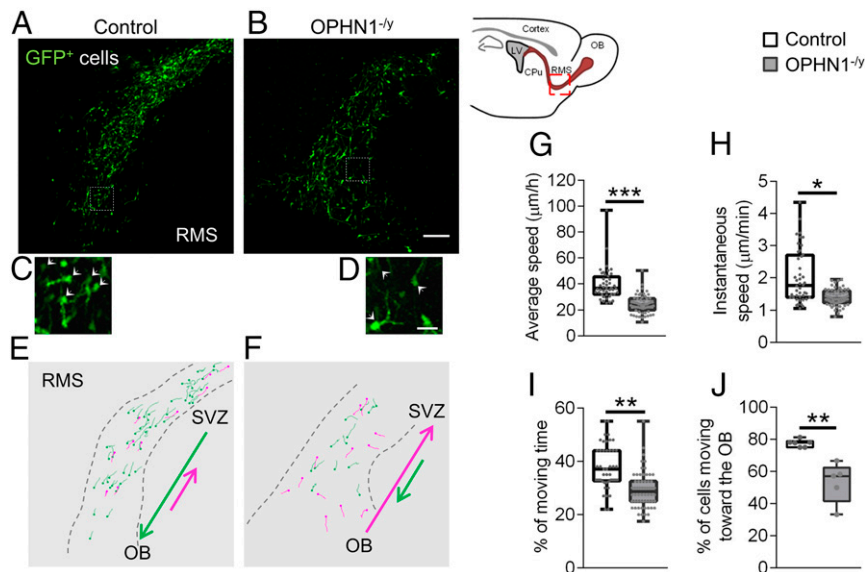 A
Control
GFP⁺ cells
RMS
B
OPHN1⁻/ʸ
Cortex
LV
CPu
RMS
OB
Control
OPHN1⁻/ʸ
C
D
E
RMS
SVZ
OB
F
SVZ
OB
G
Average speed (μm/h)
120
100
80
60
40
20
0
***
H
Instantaneous
speed (μm/min)
5
4
3
2
1
0
*
I
% of moving time
60
40
20
0
**
J
% of cells moving
toward the OB
100
80
60
40
20
0
**